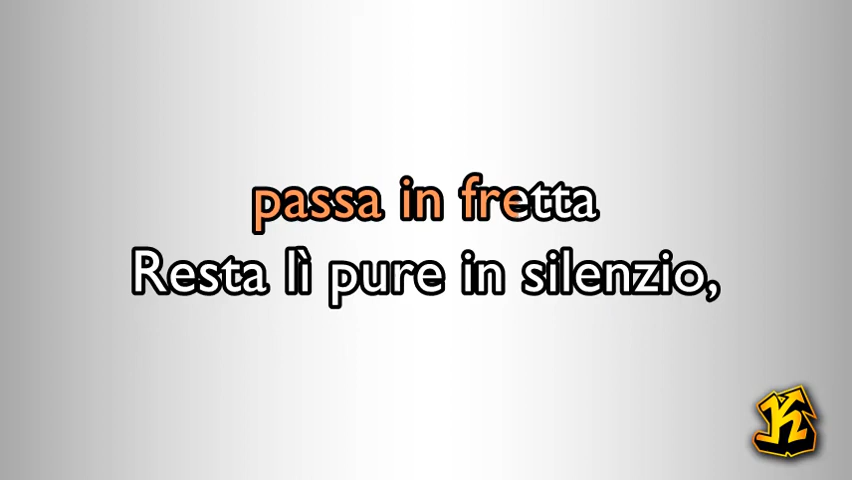 passa in fretta
Resta lì pure in silenzio,
K